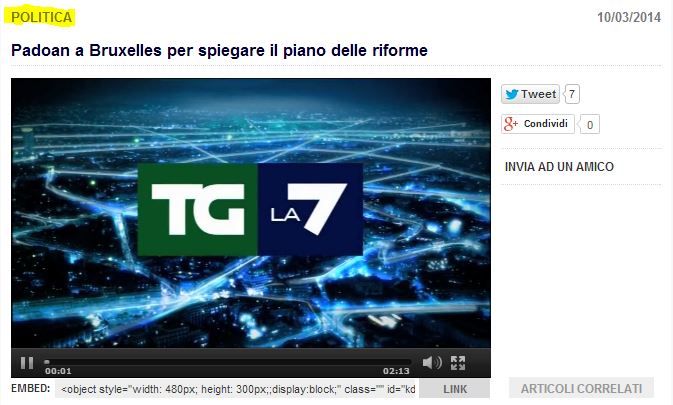 POLITICA
10/03/2014
Padoan a Bruxelles per spiegare il piano delle riforme
Tweet 7
g+ Condividi 0
INVIA AD UN AMICO
TG LA 7
00:01
02:13
EMBED: <object style="width: 480px; height: 300px;;display:block;" class="" id="kd LINK
ARTICOLI CORRELATI